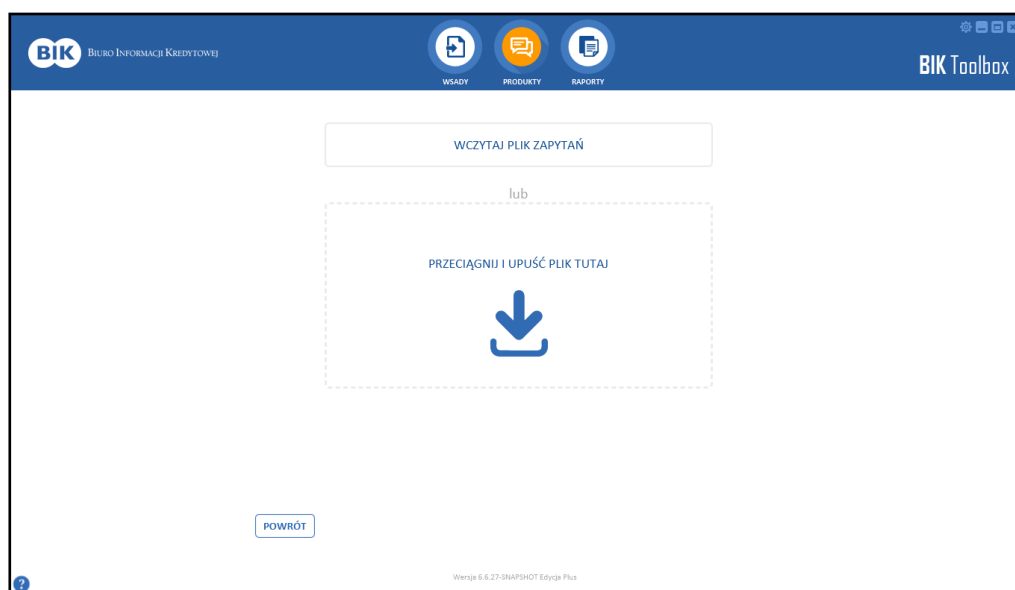 BIK BIURO INFORMACJI KREDYTOWEJ
WSADY PRODUKTY RAPORTY
BIK Toolbox
WCZYTAJ PLIK ZAPYTAŃ
lub
PRZECIĄGNIJ I UPUŚĆ PLIK TUTAJ
POWRÓT
Wersja 6.6.27-SNAPSHOT Edycja Plus
?